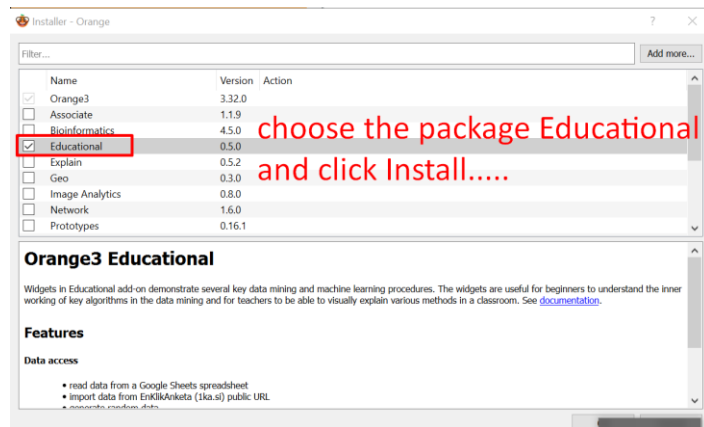 Installer - Orange
Filter...
Add more...
Name Version Action
Orange3 3.32.0
Associate 1.1.9
Bioinformatics 4.5.0
Educational 0.5.0
Explain 0.5.2
Geo 0.3.0
Image Analytics 0.8.0
Network 1.6.0
Prototypes 0.16.1
choose the package Educational
and click Install.....
Orange3 Educational
Widgets in Educational add-on demonstrate several key data mining and machine learning procedures. The widgets are useful for beginners to understand the inner
working of key algorithms in the data mining and for teachers to be able to visually explain various methods in a classroom. See documentation.
Features
Data access
• read data from a Google Sheets spreadsheet
• import data from EnKlikAnketa (1ka.si) public URL
• generate random data